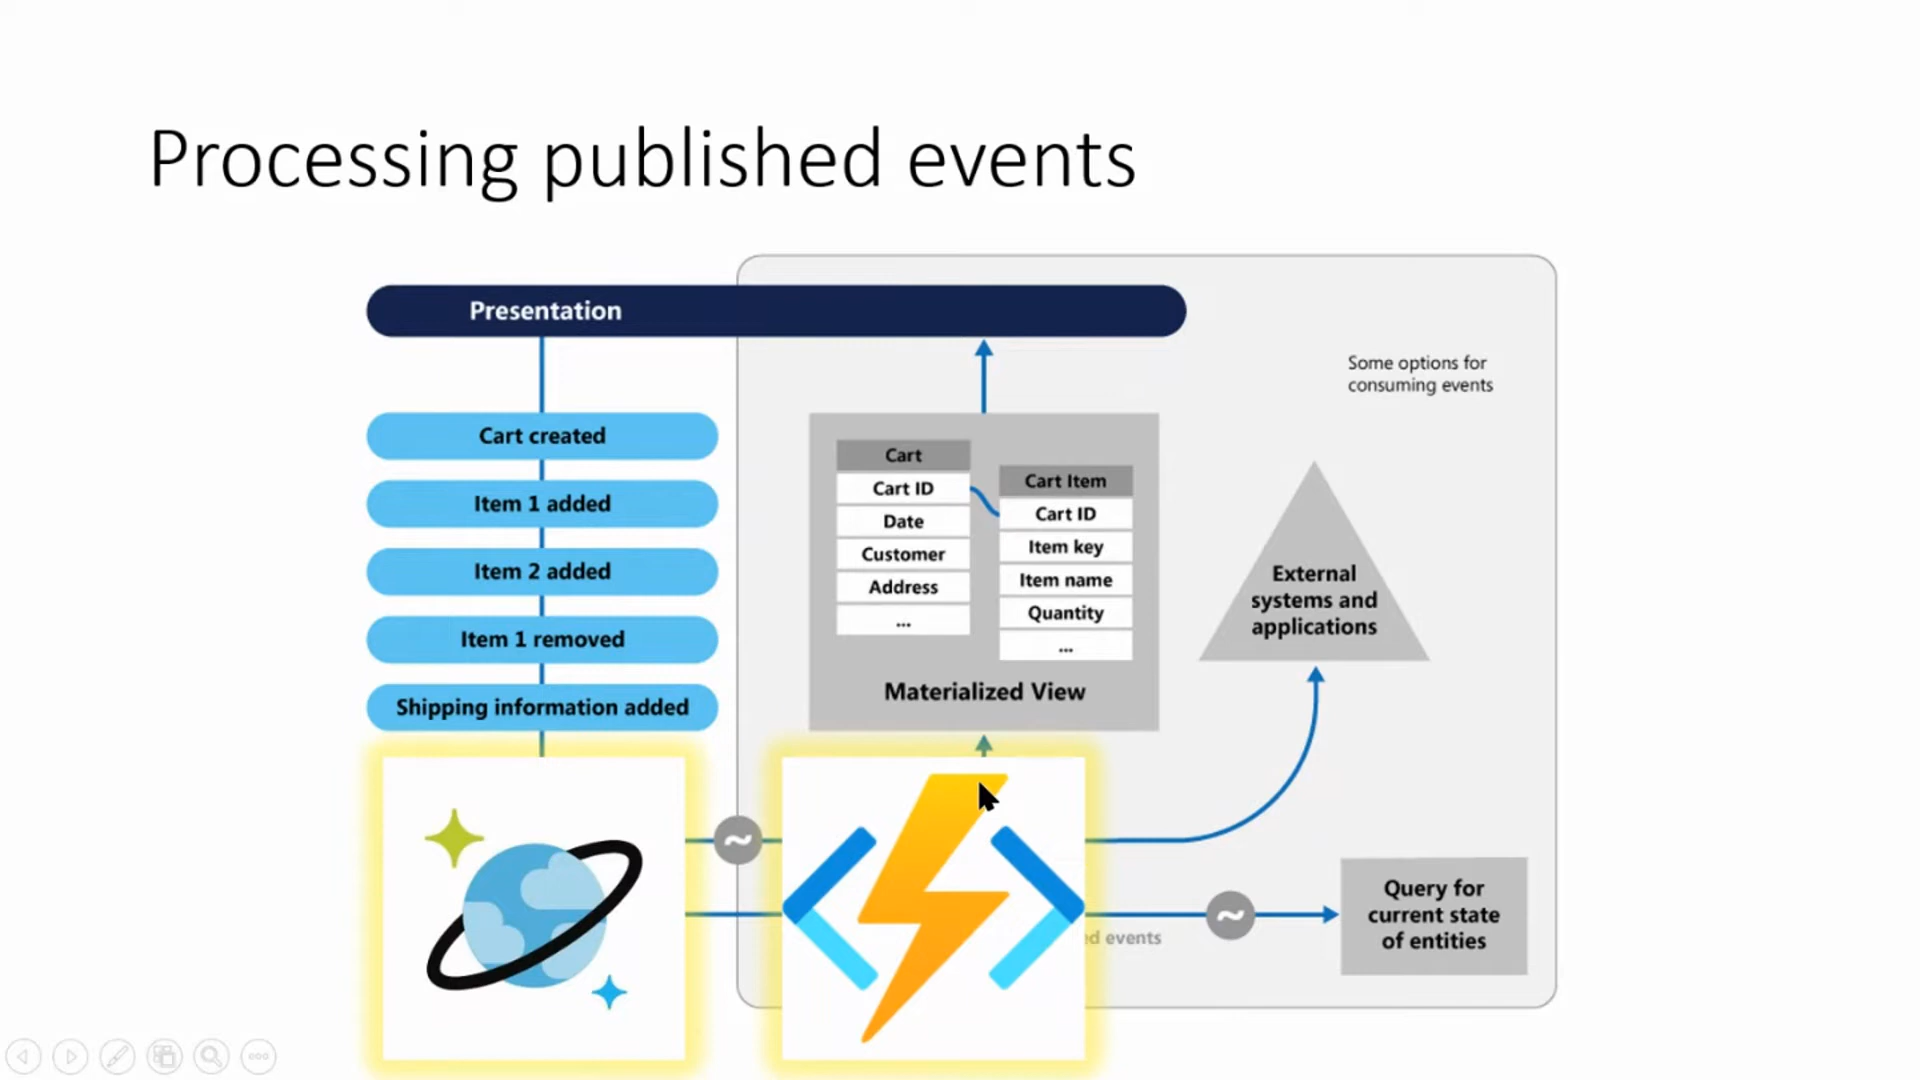 Processing published events
Presentation
Some options for
consuming events
Cart created
Item 1 added
Item 2 added
Item 1 removed
Shipping information added
Cart
Cart ID
Date
Customer
Address
...
Cart Item
Cart ID
Item key
Item name
Quantity
...
Materialized View
External
systems and
applications
Query for
current state
of entities
events